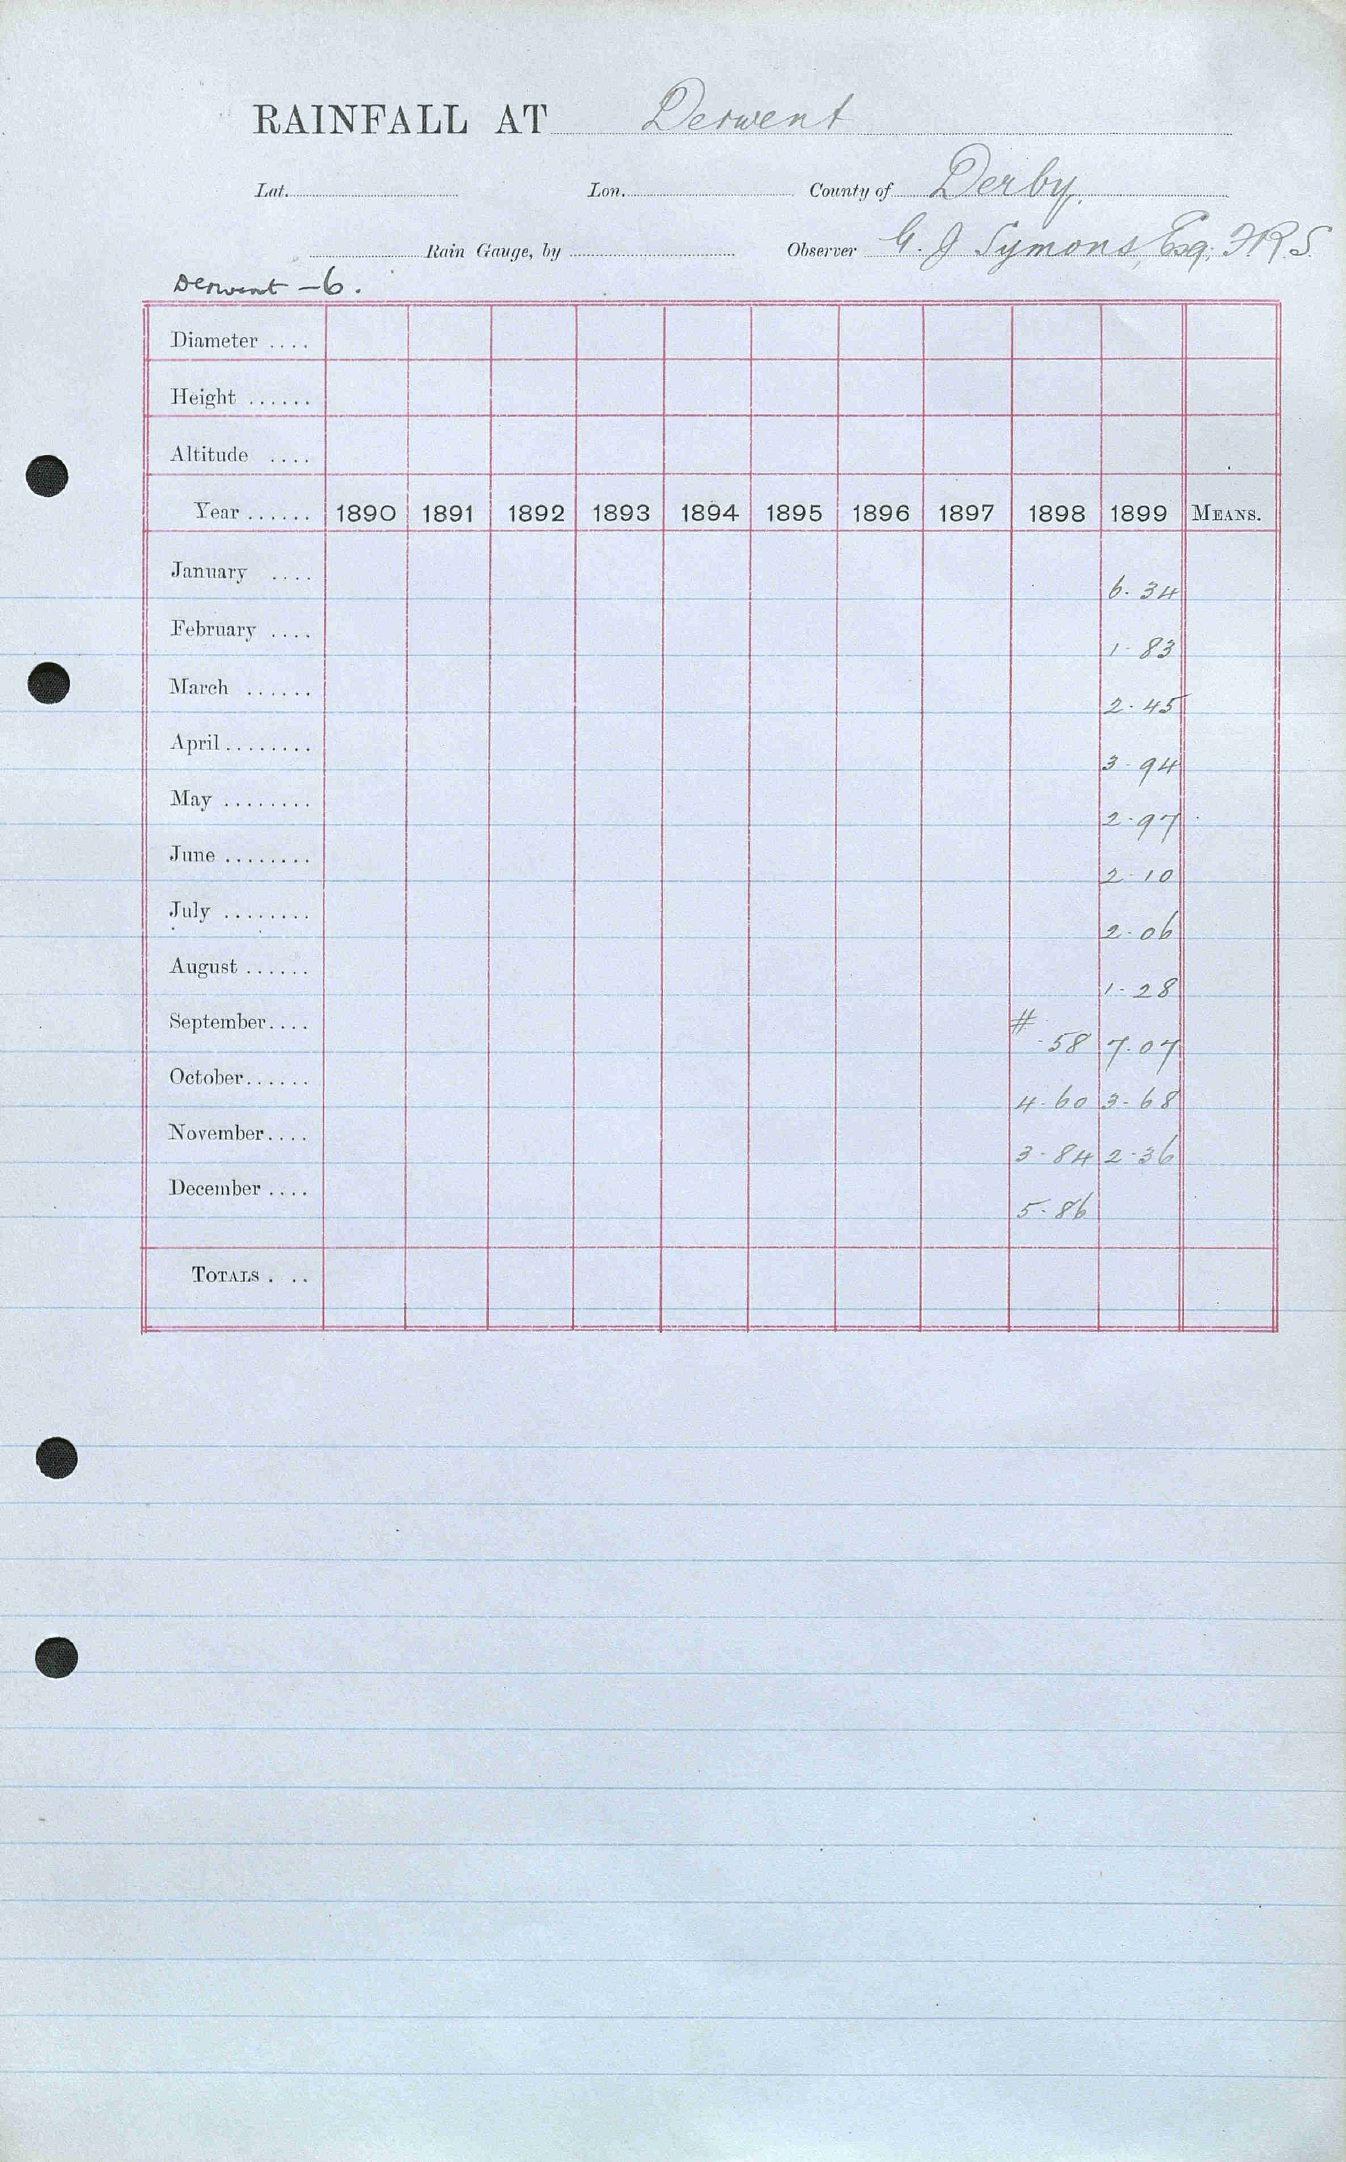 RAINFALL AT Derwent
Lat. Lon. County of Derby.
Rain Gauge, by Observer G. J Symons, Esq, FRS.
Derwent - 6.
Diameter ....
Height ......
Altitude ....
Year ...... 1890 1891 1892 1893 1894 1895 1896 1897 1898 1899 MEANS.
January .... 6. 34
February .... 1. 83
March ...... 2. 45
April ........ 3. 94
May ........ 2. 97
June ........ 2. 10
July ........ 2. 06
August ...... 1. 28
September.... # .58 7.07
October...... 4. 60 3. 68
November.... 3. 84 2. 36
December .... 5. 86
TOTALS . ..